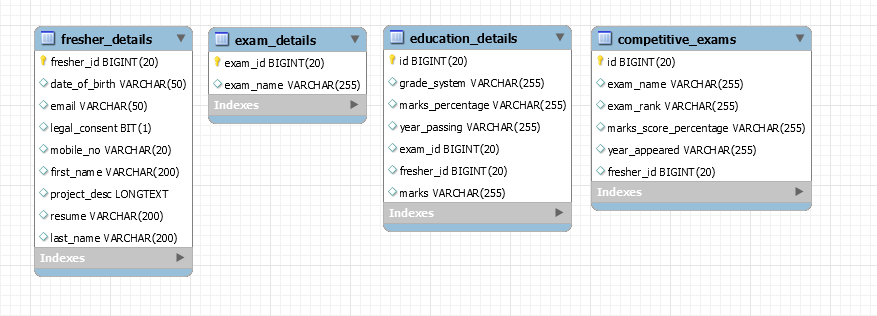 fresher_details
fresher_id BIGINT(20)
date_of_birth VARCHAR(50)
email VARCHAR(50)
legal_consent BIT(1)
mobile_no VARCHAR(20)
first_name VARCHAR(200)
project_desc LONGTEXT
resume VARCHAR(200)
last_name VARCHAR(200)
Indexes
exam_details
exam_id BIGINT(20)
exam_name VARCHAR(255)
Indexes
education_details
id BIGINT(20)
grade_system VARCHAR(255)
marks_percentage VARCHAR(255)
year_passing VARCHAR(255)
exam_id BIGINT(20)
fresher_id BIGINT(20)
marks VARCHAR(255)
Indexes
competitive_exams
id BIGINT(20)
exam_name VARCHAR(255)
exam_rank VARCHAR(255)
marks_score_percentage VARCHAR(255)
year_appeared VARCHAR(255)
fresher_id BIGINT(20)
Indexes